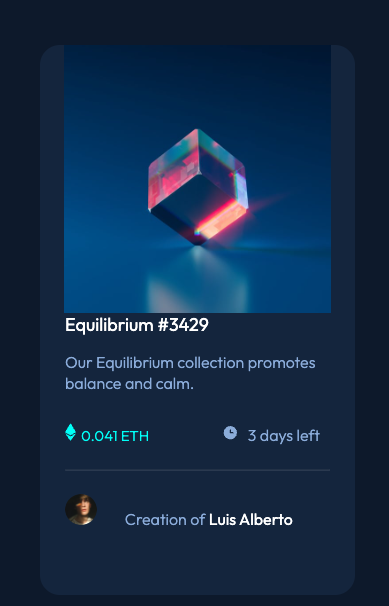 Equilibrium #3429
Our Equilibrium collection promotes
balance and calm.
0.041 ETH
3 days left
Creation of Luis Alberto